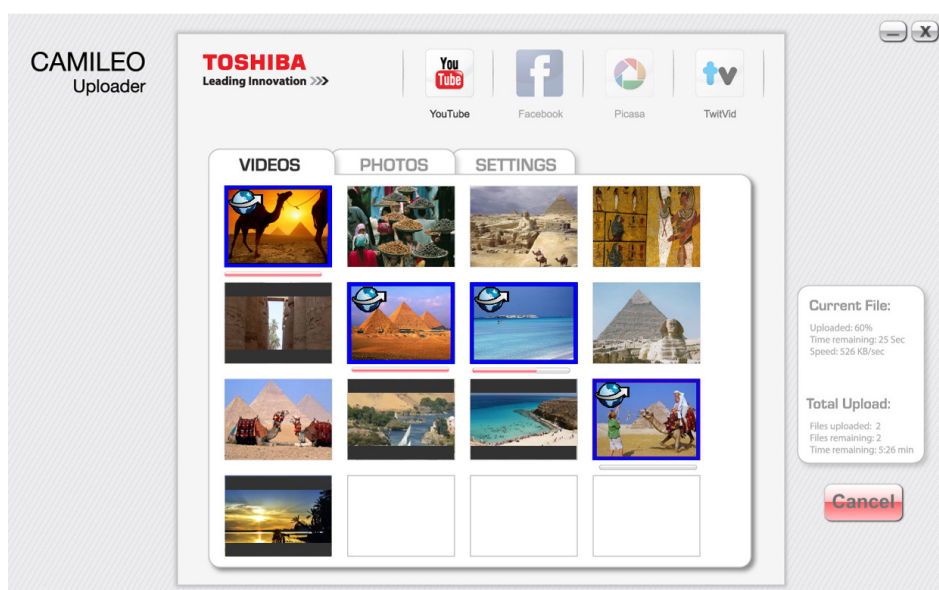 CAMILEO
Uploader
TOSHIBA
Leading Innovation >>>
You
Tube
f
tv
YouTube
Facebook
Picasa
TwitVid
X
VIDEOS
PHOTOS
SETTINGS
Current File:
Uploaded: 60%
Time remaining: 25 Sec
Speed: 526 KB/sec
Total Upload:
Files uploaded: 2
Files remaining: 2
Time remaining: 5:26 min
Cancel